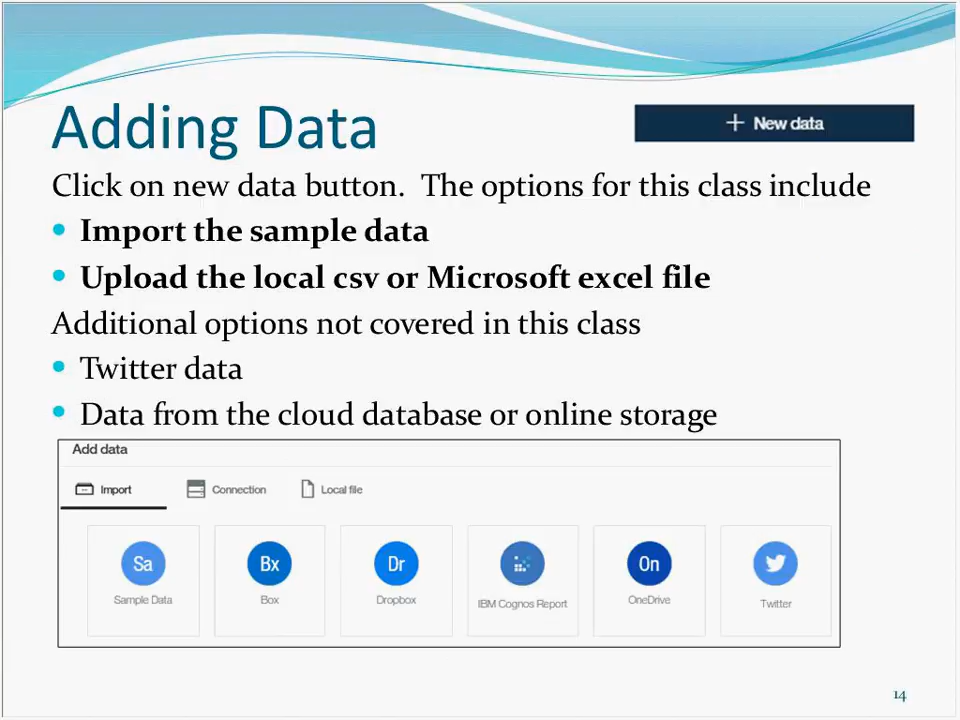 Adding Data
+ New data
Click on new data button.  The options for this class include
• Import the sample data
• Upload the local csv or Microsoft excel file
Additional options not covered in this class
• Twitter data
• Data from the cloud database or online storage
Add data
Import Connection Local file
Sa Bx Dr On
Sample Data Box Dropbox IBM Cognos Report OneDrive Twitter
14